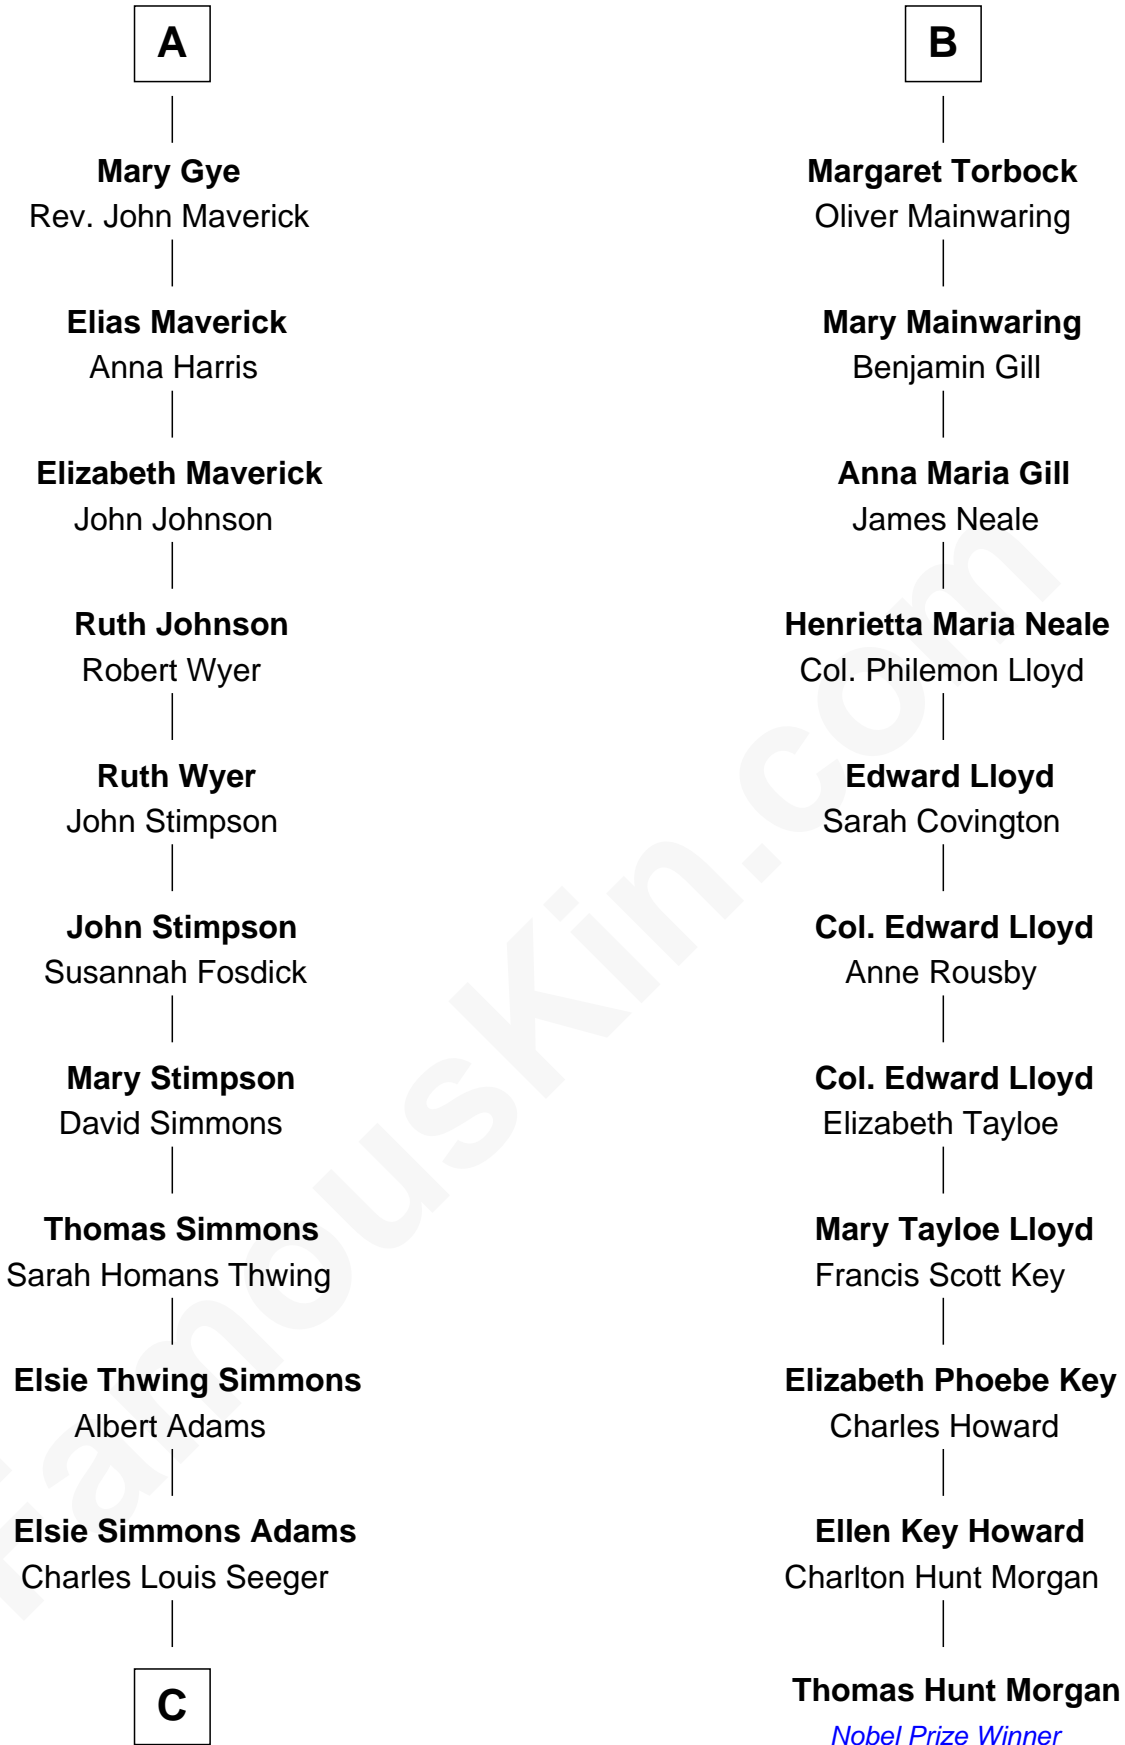 A
Mary Gye
Rev. John Maverick
Elias Maverick
Anna Harris
Elizabeth Maverick
John Johnson
Ruth Johnson
Robert Wyer
Ruth Wyer
John Stimpson
John Stimpson
Susannah Fosdick
Mary Stimpson
David Simmons
Thomas Simmons
Sarah Homans Thwing
Elsie Thwing Simmons
Albert Adams
Elsie Simmons Adams
Charles Louis Seeger
C
B
Margaret Torbock
Oliver Mainwaring
Mary Mainwaring
Benjamin Gill
Anna Maria Gill
James Neale
Henrietta Maria Neale
Col. Philemon Lloyd
Edward Lloyd
Sarah Covington
Col. Edward Lloyd
Anne Rousby
Col. Edward Lloyd
Elizabeth Tayloe
Mary Tayloe Lloyd
Francis Scott Key
Elizabeth Phoebe Key
Charles Howard
Ellen Key Howard
Charlton Hunt Morgan
Thomas Hunt Morgan
Nobel Prize Winner
FamousKin.com